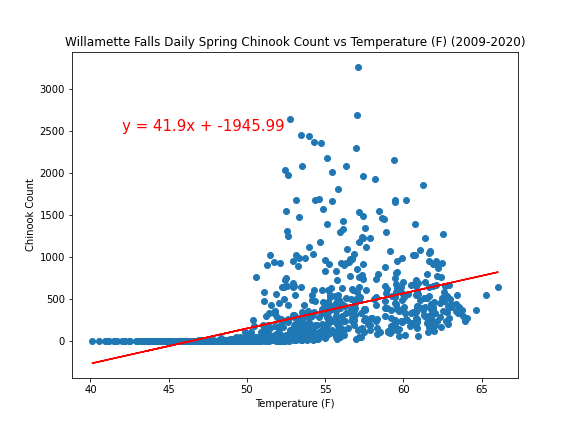 Willamette Falls Daily Spring Chinook Count vs Temperature (F) (2009-2020)
3000
y = 41.9x + -1945.99
2500
2000
Chinook Count
1500
1000
500
0
40 45 50 55 60 65
Temperature (F)